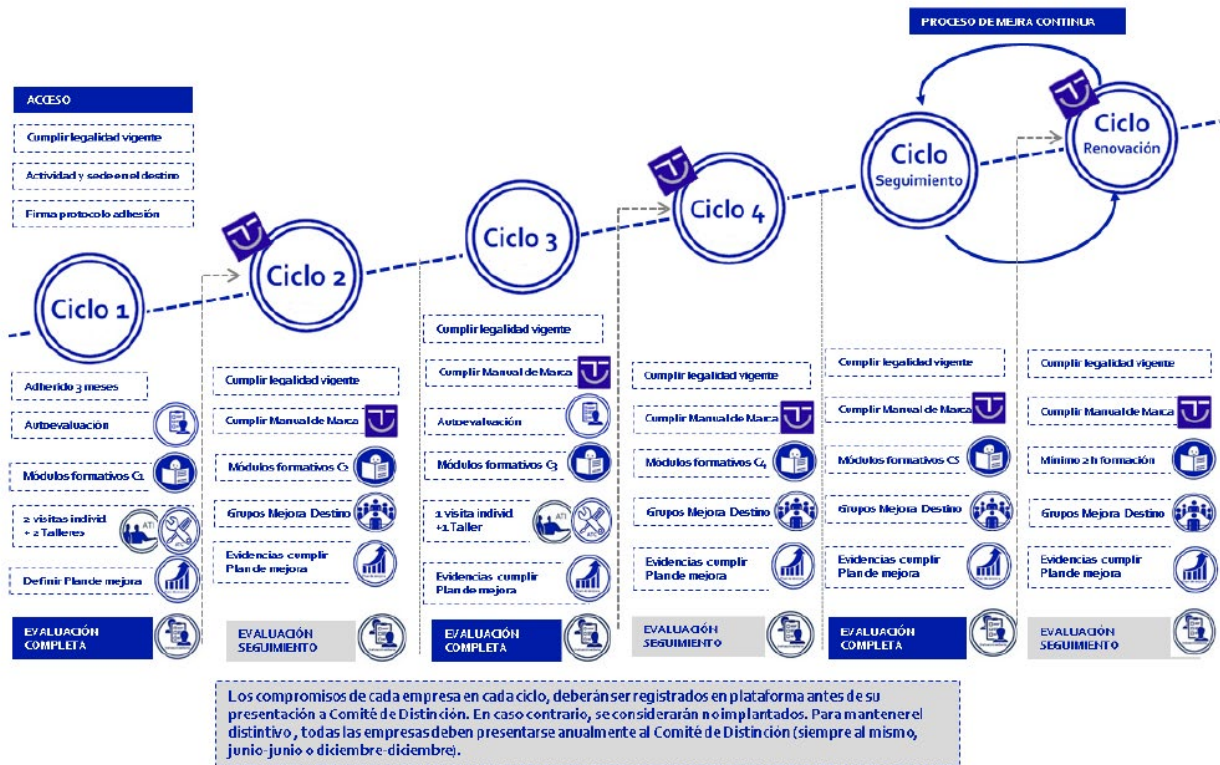 PROCESO DE MEJRA CONTINUA
ACCESO
Cumplir legalidad vigente
Actividad y sede en el destino
Firma protocolo adhesión
Ciclo 1
Ciclo 2
Ciclo 3
Ciclo 4
Ciclo
Seguimiento
Ciclo
Renovación
Adherido 3 meses
Autoevaluación
Módulos formativos C1
2 visitas individ
+ 2 Talleres
ATI
ATC
Definir Plan de mejora
EVALUACIÓN
COMPLETA
Cumplir legalidad vigente
Cumplir Manual de Marca
Módulos formativos C2
Grupos Mejora Destino
Evidencias cumplir
Plan de mejora
EVALUACIÓN
SEGUIMIENTO
Cumplir legalidad vigente
Cumplir Manual de Marca
Autoevaluación
Módulos formativos C3
1 visita individ
+1 Taller
ATI
ATC
Evidencias cumplir
Plan de mejora
EVALUACIÓN
COMPLETA
Cumplir legalidad vigente
Cumplir Manual de Marca
Módulos formativos C4
Grupos Mejora Destino
Evidencias cumplir
Plan de mejora
EVALUACIÓN
SEGUIMIENTO
Cumplir legalidad vigente
Cumplir Manual de Marca
Módulos formativos C5
Grupos Mejora Destino
Evidencias cumplir
Plan de mejora
EVALUACIÓN
COMPLETA
Cumplir legalidad vigente
Cumplir Manual de Marca
Mínimo 2 h formación
Grupos Mejora Destino
Evidencias cumplir
Plan de mejora
EVALUACIÓN
SEGUIMIENTO
Los compromisos de cada empresa en cada ciclo, deberán ser registrados en plataforma antes de su
presentación a Comité de Distinción. En caso contrario, se considerarán no implantados. Para mantener el
distintivo , todas las empresas deben presentarse anualmente al Comité de Distinción (siempre al mismo,
junio-junio o diciembre-diciembre).